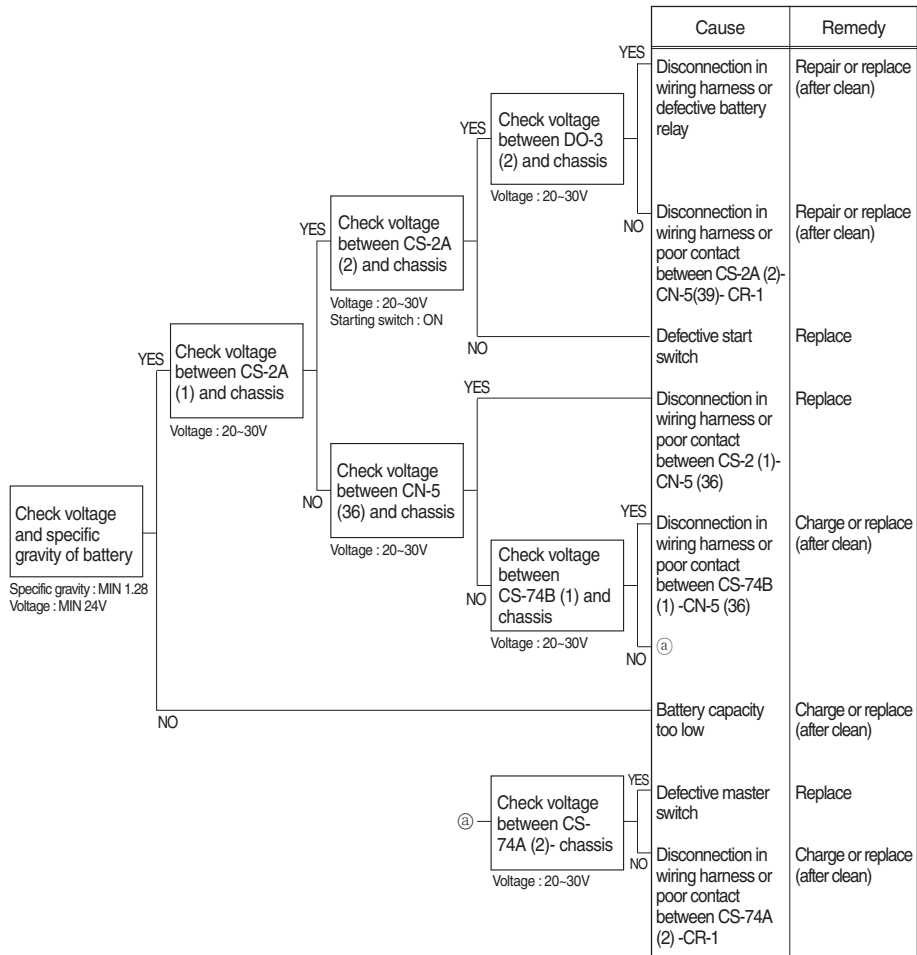 Cause
Remedy
YES
Disconnection in
wiring harness or
defective battery
relay
Repair or replace
(after clean)
YES
Check voltage
between DO-3
(2) and chassis
Voltage : 20~30V
NO
Disconnection in
wiring harness or
poor contact
between CS-2A (2)-
CN-5(39)- CR-1
Repair or replace
(after clean)
YES
Check voltage
between CS-2A
(2) and chassis
Voltage : 20~30V
Starting switch : ON
NO
Defective start
switch
Replace
YES
Check voltage
between CS-2A
(1) and chassis
Voltage : 20~30V
YES
Disconnection in
wiring harness or
poor contact
between CS-2 (1)-
CN-5 (36)
Replace
NO
Check voltage
between CN-5
(36) and chassis
Voltage : 20~30V
YES
Disconnection in
wiring harness or
poor contact
between CS-74B
(1) -CN-5 (36)
Charge or replace
(after clean)
NO
Check voltage
between
CS-74B (1) and
chassis
Voltage : 20~30V
NO
ⓐ
Check voltage
and specific
gravity of battery
Specific gravity : MIN 1.28
Voltage : MIN 24V
NO
Battery capacity
too low
Charge or replace
(after clean)
ⓐ
Check voltage
between CS-
74A (2)- chassis
Voltage : 20~30V
YES
Defective master
switch
Replace
NO
Disconnection in
wiring harness or
poor contact
between CS-74A
(2) -CR-1
Charge or replace
(after clean)